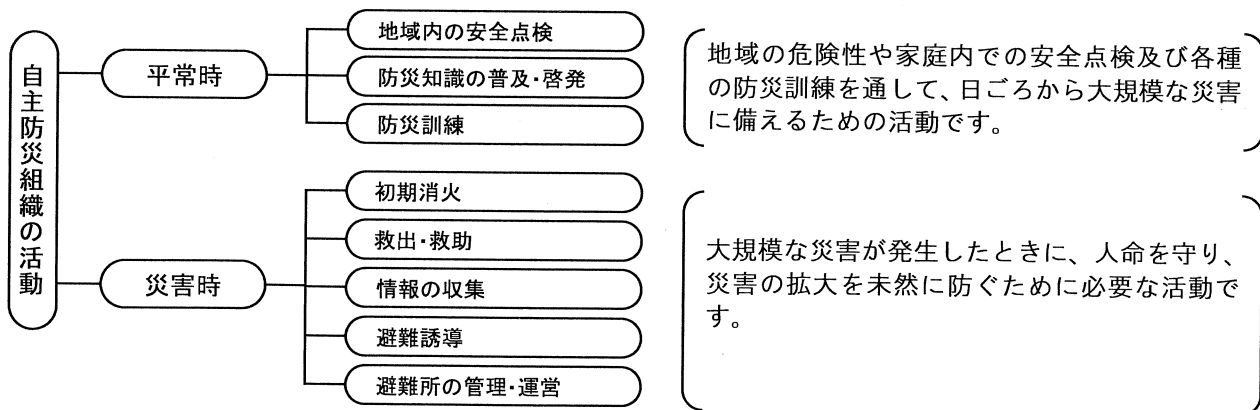 自主防災組織の活動
平常時
地域内の安全点検
防災知識の普及・啓発
防災訓練
地域の危険性や家庭内での安全点検及び各種
の防災訓練を通して、日ごろから大規模な災害
に備えるための活動です。
災害時
初期消火
救出・救助
情報の収集
避難誘導
避難所の管理・運営
大規模な災害が発生したときに、人命を守り、
災害の拡大を未然に防ぐために必要な活動で
す。